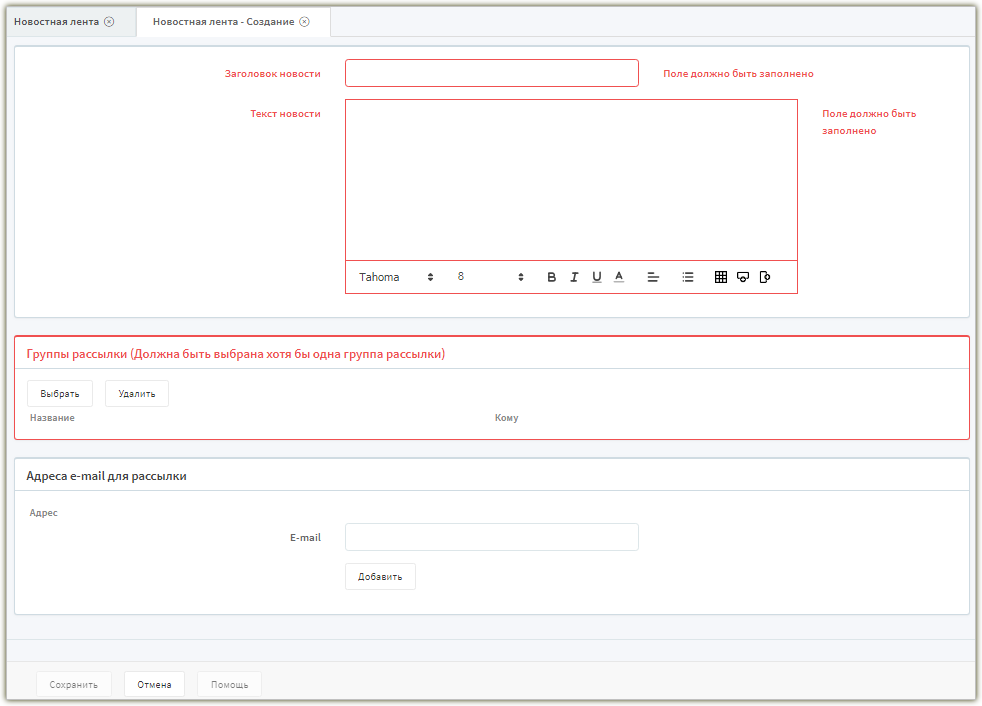 Новостная лента
Новостная лента - Создание
Заголовок новости
Поле должно быть заполнено
Текст новости
Поле должно быть
заполнено
Tahoma
8
B I U A
Группы рассылки (Должна быть выбрана хотя бы одна группа рассылки)
Выбрать
Удалить
Название
Кому
Адреса e-mail для рассылки
Адрес
E-mail
Добавить
Сохранить
Отмена
Помощь